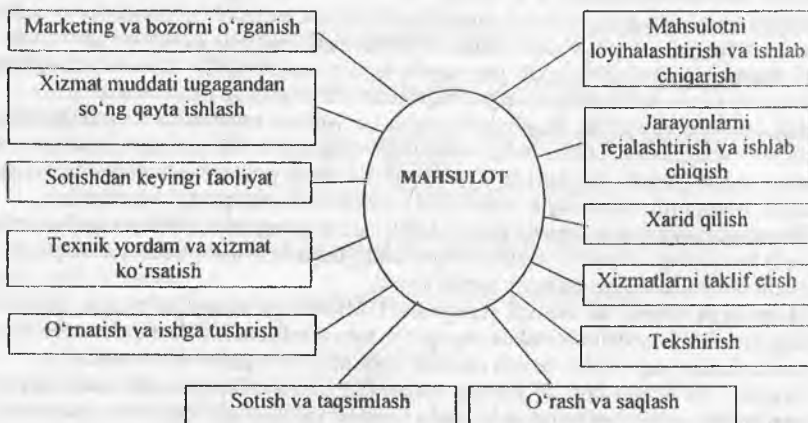 Marketing va bozorni o‘rganish
Xizmat muddati tugagandan
so‘ng qayta ishlash
Sotishdan keyingi faoliyat
Texnik yordam va xizmat
ko‘rsatish
O‘rnatish va ishga tushrish
Sotish va taqsimlash
MAHSULOT
Mahsulotni
loyihalashtirish va ishlab
chiqarish
Jarayonlarni
rejalashtirish va ishlab
chiqish
Xarid qilish
Xizmatlarni taklif etish
Tekshirish
O‘rash va saqlash